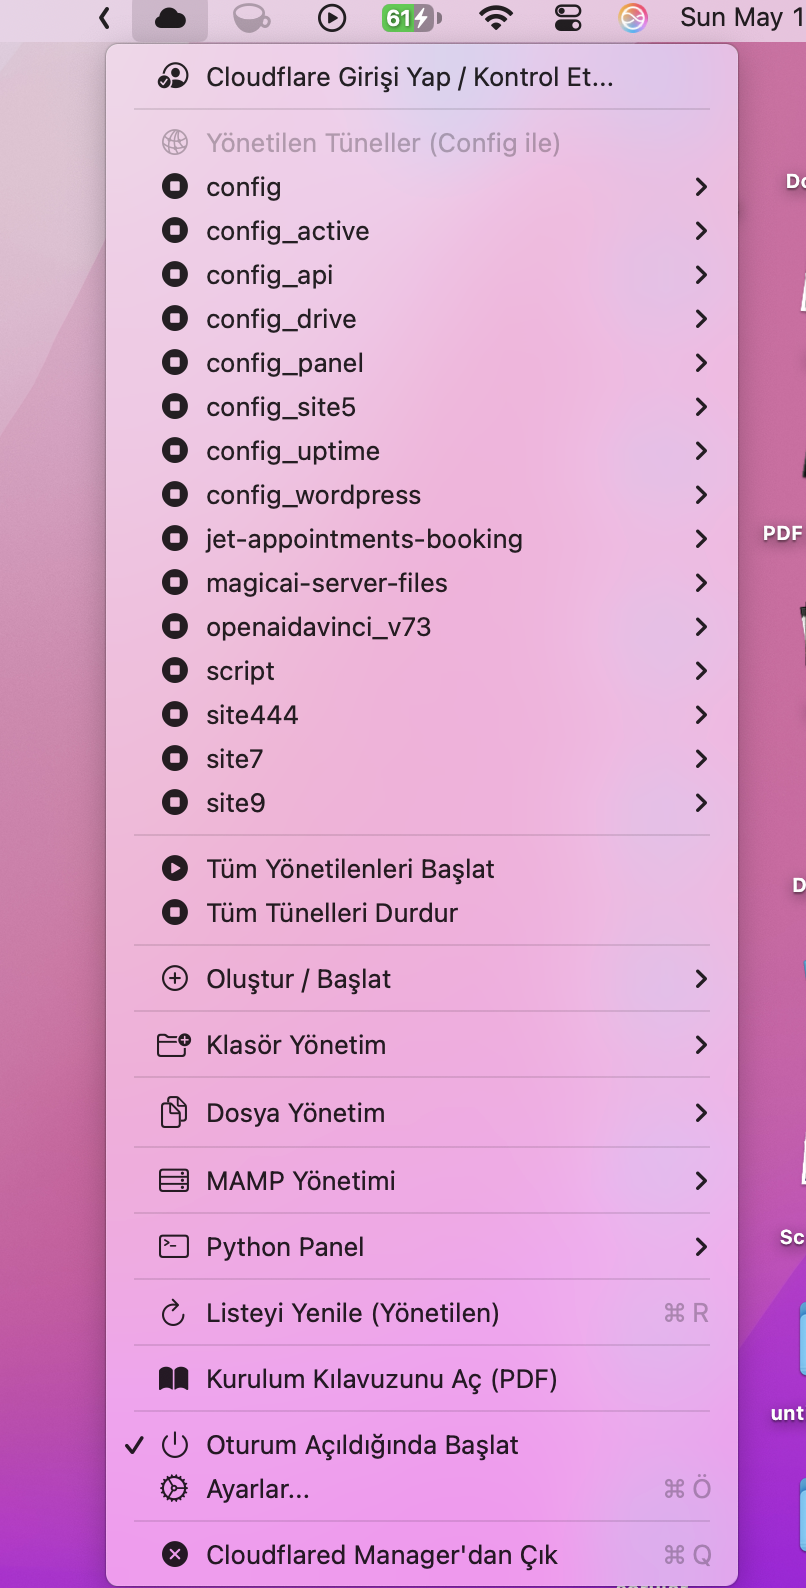 61
Sun May 1
Cloudflare Girişi Yap / Kontrol Et...
Yönetilen Tüneller (Config ile)
config
config_active
config_api
config_drive
config_panel
config_site5
config_uptime
config_wordpress
jet-appointments-booking
magicai-server-files
openaidavinci_v73
script
site444
site7
site9
Tüm Yönetilenleri Başlat
Tüm Tünelleri Durdur
Oluştur / Başlat
Klasör Yönetim
Dosya Yönetim
MAMP Yönetimi
Python Panel
Listeyi Yenile (Yönetilen) ⌘ R
Kurulum Kılavuzunu Aç (PDF)
Oturum Açıldığında Başlat
Ayarlar... ⌘ Ö
Cloudflared Manager'dan Çık ⌘ Q
PDF